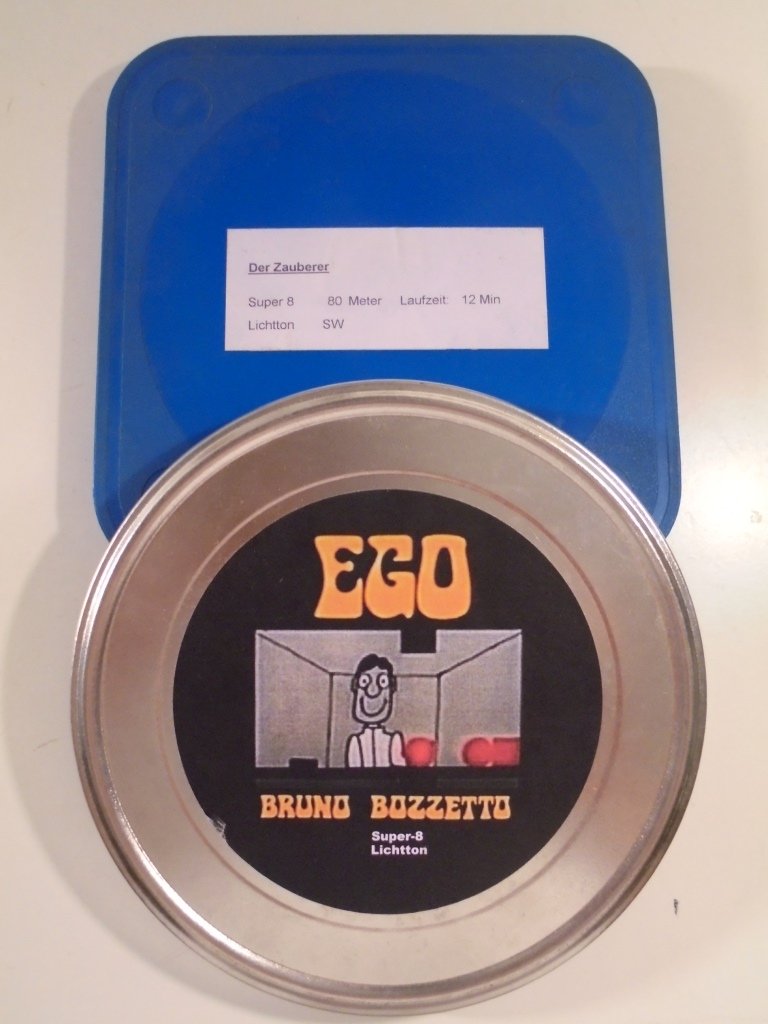 Der Zauberer
Super 8 80 Meter Laufzeit: 12 Min
Lichtton SW
EGO
BRUNO BOZZETTO
Super-8
Lichtton